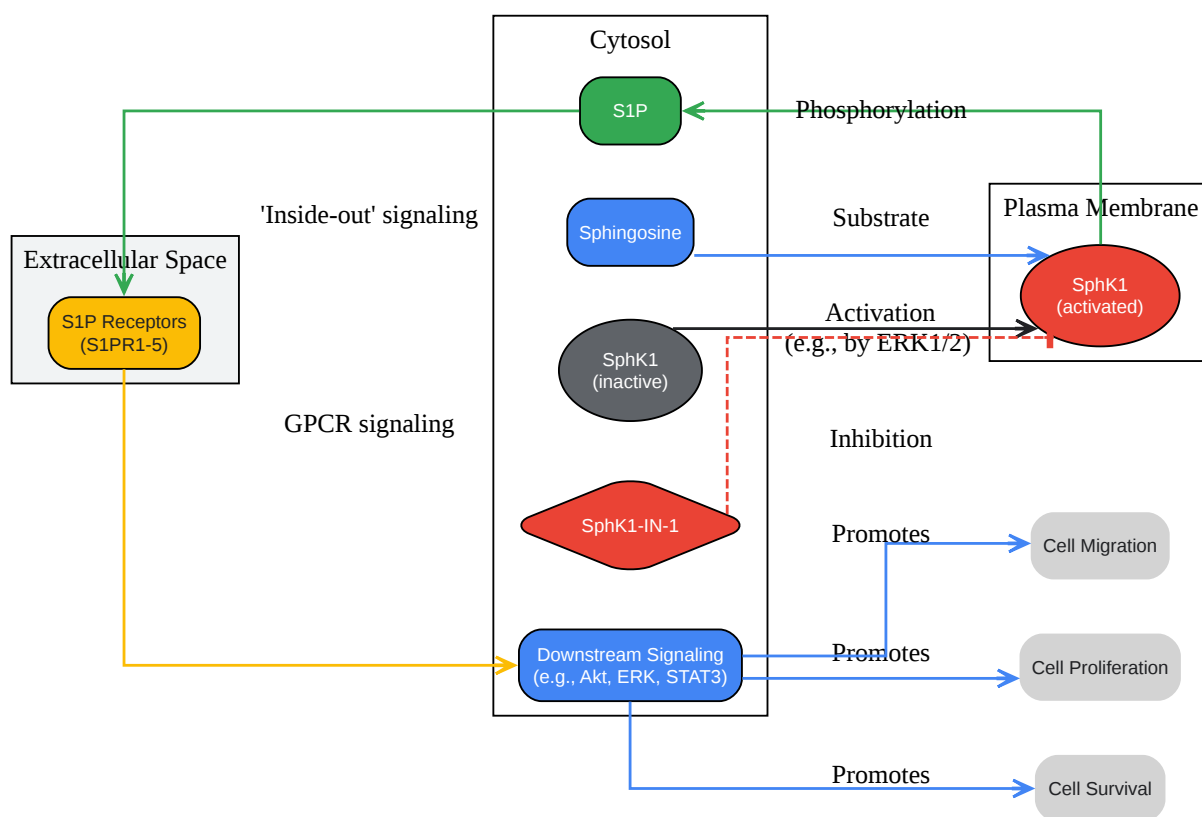 Cytosol
S1P
Phosphorylation
'Inside-out' signaling
Sphingosine
Substrate
Plasma Membrane
Extracellular Space
S1P Receptors
(S1PR1-5)
SphK1
(activated)
Activation
(e.g., by ERK1/2)
SphK1
(inactive)
GPCR signaling
Inhibition
SphK1-IN-1
Promotes
Cell Migration
Downstream Signaling
(e.g., Akt, ERK, STAT3)
Promotes
Cell Proliferation
Promotes
Cell Survival